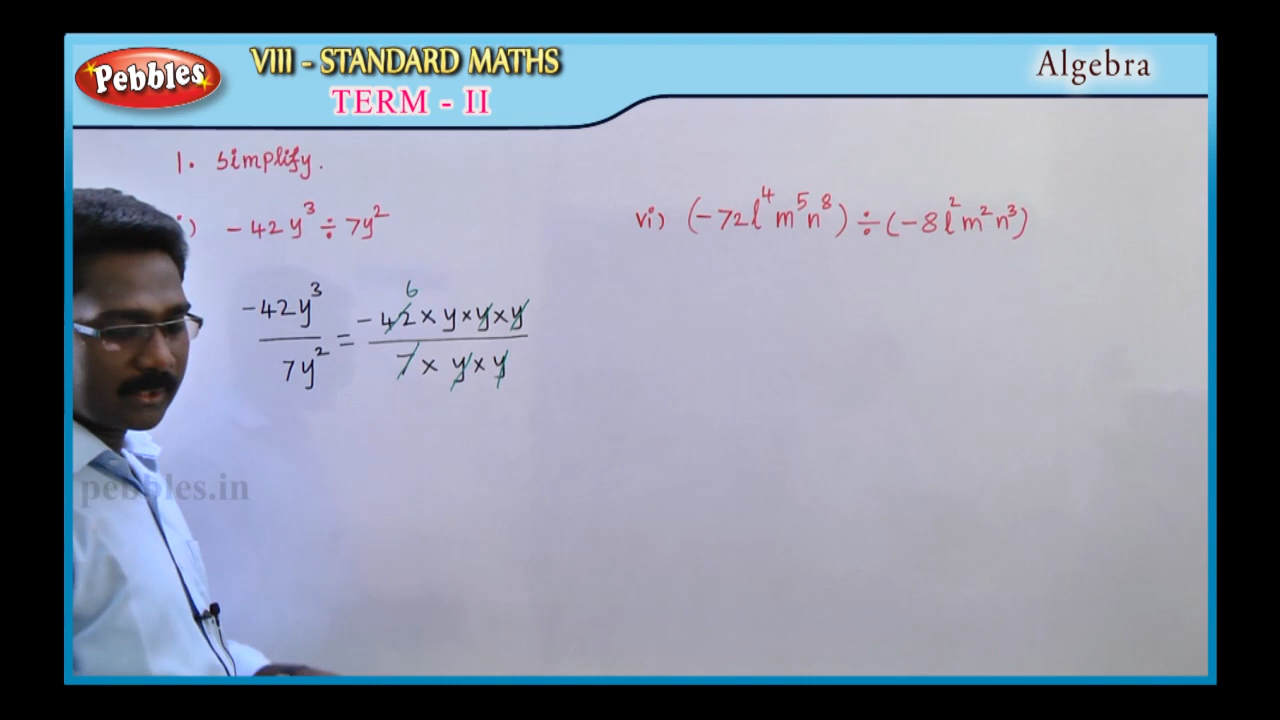 Pebbles
VIII - STANDARD MATHS
TERM - II
Algebra
1. Simplify.
i) -42y³ ÷ 7y²
vi) (-72l⁴m⁵n⁸) ÷ (-8l²m²n³)
6
-42y³ / 7y² = -42 × y × y × y / 7 × y × y
pebbles.in